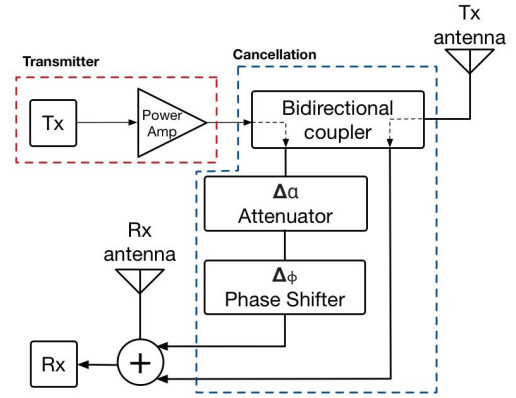 Tx
antenna
Transmitter
Cancellation
Tx
Power
Amp
Bidirectional
coupler
Δα
Attenuator
Rx
antenna
Δϕ
Phase Shifter
Rx
+